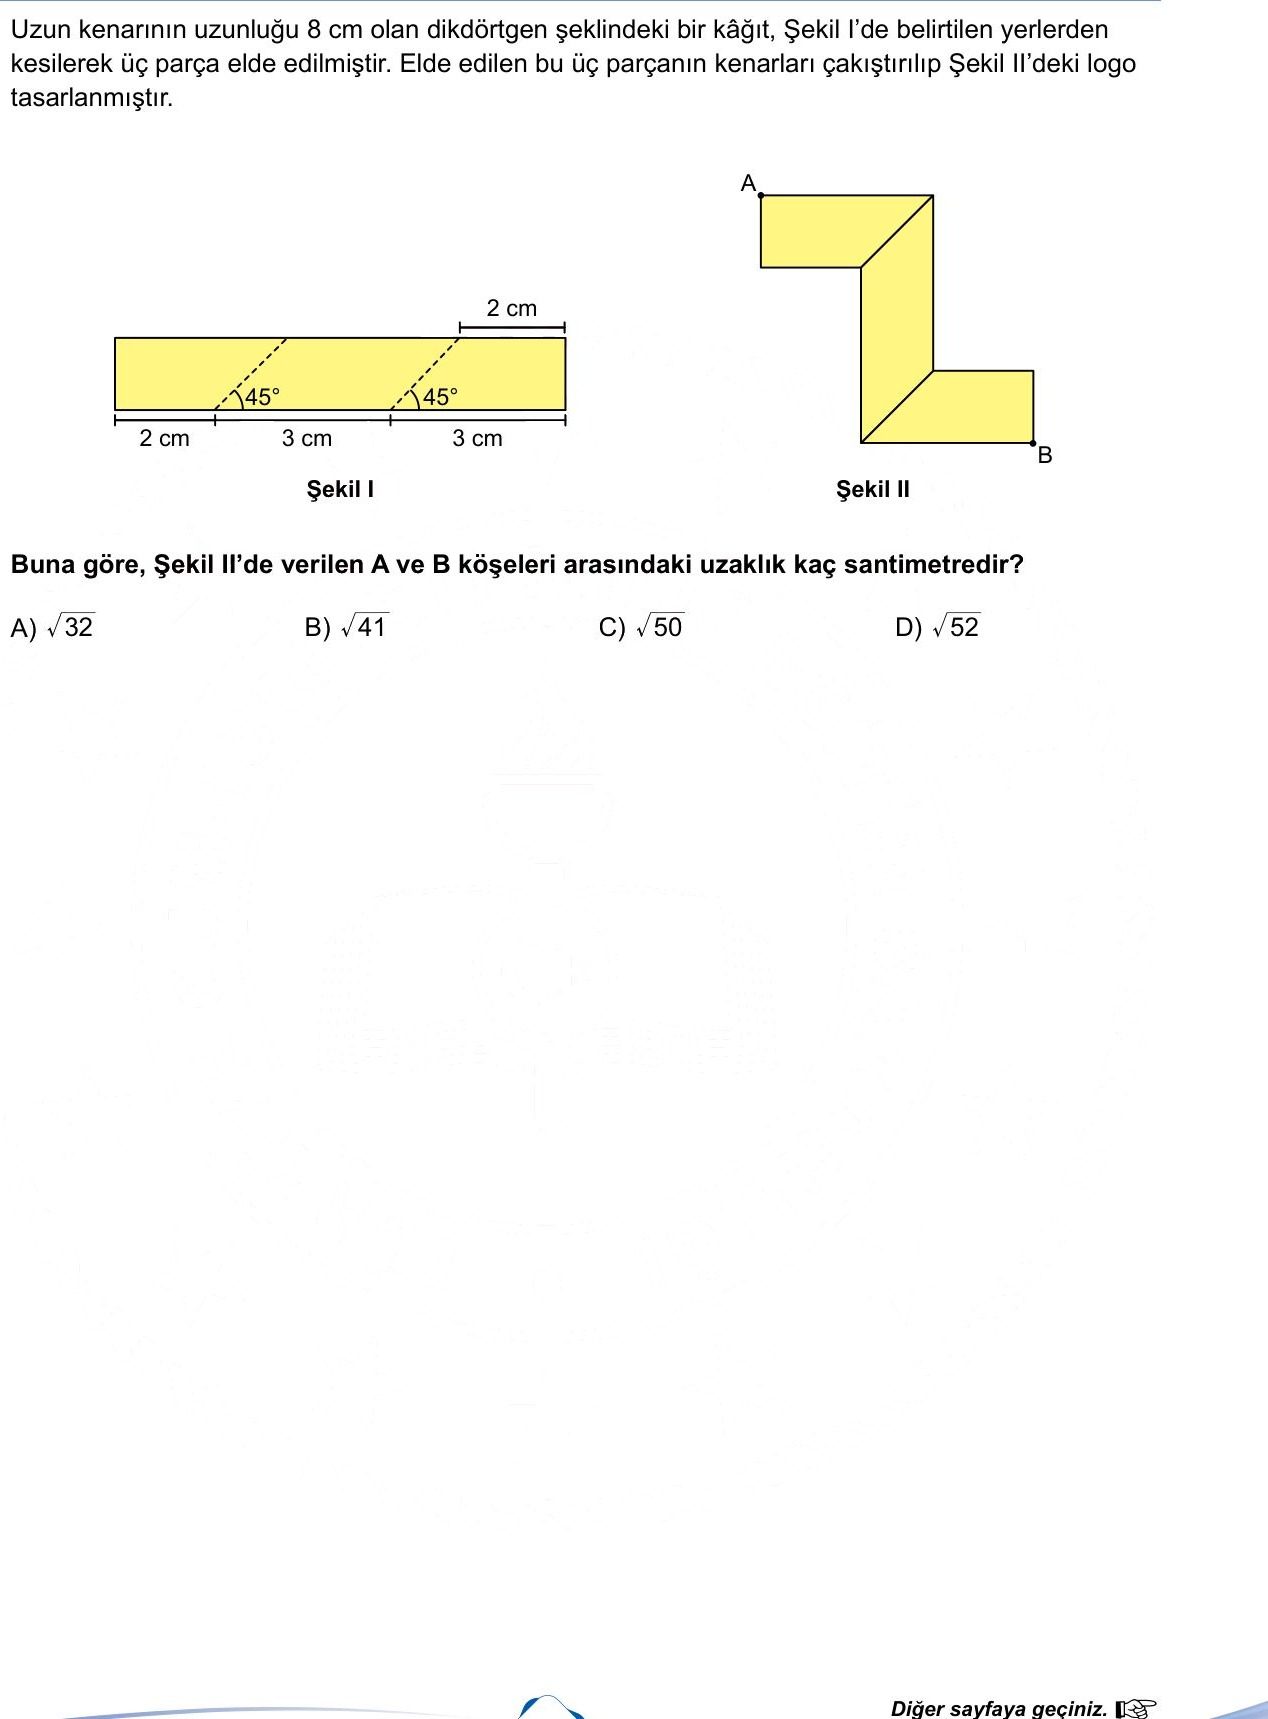 Uzun kenarının uzunluğu 8 cm olan dikdörtgen şeklindeki bir kâğıt, Şekil I’de belirtilen yerlerden
kesilerek üç parça elde edilmiştir. Elde edilen bu üç parçanın kenarları çakıştırılıp Şekil II’deki logo
tasarlanmıştır.
A
2 cm
45°
45°
2 cm
3 cm
3 cm
B
Şekil I
Şekil II
Buna göre, Şekil II’de verilen A ve B köşeleri arasındaki uzaklık kaç santimetredir?
A) √32 B) √41 C) √50 D) √52
Diğer sayfaya geçiniz.